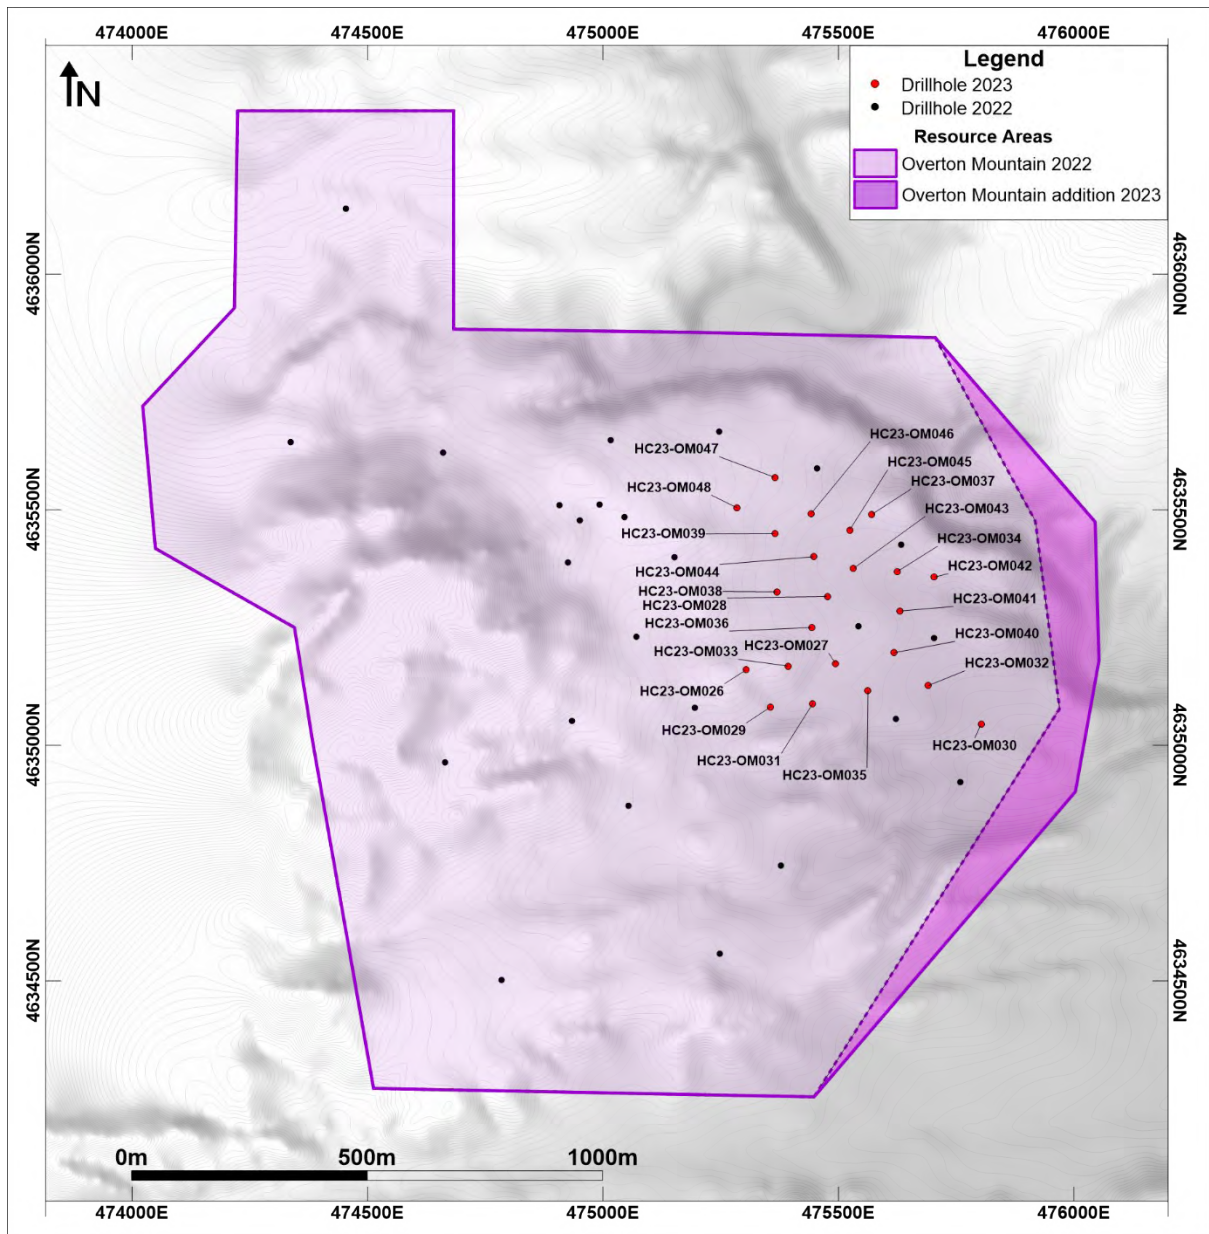 474000E 474500E 475000E 475500E 476000E
N
Legend
Drillhole 2023
Drillhole 2022
Resource Areas
Overton Mountain 2022
Overton Mountain addition 2023
4636000N
4636000N
HC23-OM046
HC23-OM047
HC23-OM045
HC23-OM037
HC23-OM048
HC23-OM043
4635500N
4635500N
HC23-OM039
HC23-OM034
HC23-OM042
HC23-OM044
HC23-OM038
HC23-OM041
HC23-OM028
HC23-OM036
HC23-OM040
HC23-OM027
HC23-OM033
HC23-OM032
HC23-OM026
HC23-OM029
HC23-OM030
HC23-OM031
HC23-OM035
4635000N
4635000N
4634500N
4634500N
0m 500m 1000m
474000E 474500E 475000E 475500E 476000E